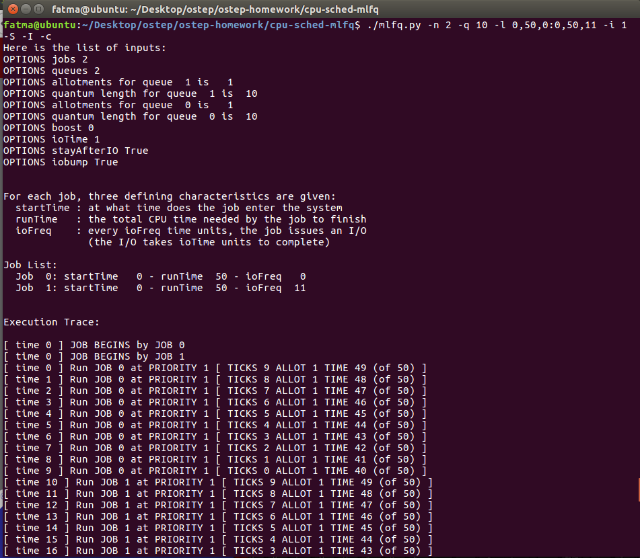 fatma@ubuntu: ~/Desktop/ostep/ostep-homework/cpu-sched-mlfq
fatma@ubuntu:~/Desktop/ostep/ostep-homework/cpu-sched-mlfq$ ./mlfq.py -n 2 -q 10 -l 0,50,0:0,50,11 -i 1
-S -I -c
Here is the list of inputs:
OPTIONS jobs 2
OPTIONS queues 2
OPTIONS allotments for queue  1 is   1
OPTIONS quantum length for queue  1 is  10
OPTIONS allotments for queue  0 is   1
OPTIONS quantum length for queue  0 is  10
OPTIONS boost 0
OPTIONS ioTime 1
OPTIONS stayAfterIO True
OPTIONS iobump True
For each job, three defining characteristics are given:
  startTime : at what time does the job enter the system
  runTime   : the total CPU time needed by the job to finish
  ioFreq    : every ioFreq time units, the job issues an I/O
              (the I/O takes ioTime units to complete)
Job List:
  Job  0: startTime   0 - runTime  50 - ioFreq   0
  Job  1: startTime   0 - runTime  50 - ioFreq  11
Execution Trace:
[ time 0 ] JOB BEGINS by JOB 0
[ time 0 ] JOB BEGINS by JOB 1
[ time 0 ] Run JOB 0 at PRIORITY 1 [ TICKS 9 ALLOT 1 TIME 49 (of 50) ]
[ time 1 ] Run JOB 0 at PRIORITY 1 [ TICKS 8 ALLOT 1 TIME 48 (of 50) ]
[ time 2 ] Run JOB 0 at PRIORITY 1 [ TICKS 7 ALLOT 1 TIME 47 (of 50) ]
[ time 3 ] Run JOB 0 at PRIORITY 1 [ TICKS 6 ALLOT 1 TIME 46 (of 50) ]
[ time 4 ] Run JOB 0 at PRIORITY 1 [ TICKS 5 ALLOT 1 TIME 45 (of 50) ]
[ time 5 ] Run JOB 0 at PRIORITY 1 [ TICKS 4 ALLOT 1 TIME 44 (of 50) ]
[ time 6 ] Run JOB 0 at PRIORITY 1 [ TICKS 3 ALLOT 1 TIME 43 (of 50) ]
[ time 7 ] Run JOB 0 at PRIORITY 1 [ TICKS 2 ALLOT 1 TIME 42 (of 50) ]
[ time 8 ] Run JOB 0 at PRIORITY 1 [ TICKS 1 ALLOT 1 TIME 41 (of 50) ]
[ time 9 ] Run JOB 0 at PRIORITY 1 [ TICKS 0 ALLOT 1 TIME 40 (of 50) ]
[ time 10 ] Run JOB 1 at PRIORITY 1 [ TICKS 9 ALLOT 1 TIME 49 (of 50) ]
[ time 11 ] Run JOB 1 at PRIORITY 1 [ TICKS 8 ALLOT 1 TIME 48 (of 50) ]
[ time 12 ] Run JOB 1 at PRIORITY 1 [ TICKS 7 ALLOT 1 TIME 47 (of 50) ]
[ time 13 ] Run JOB 1 at PRIORITY 1 [ TICKS 6 ALLOT 1 TIME 46 (of 50) ]
[ time 14 ] Run JOB 1 at PRIORITY 1 [ TICKS 5 ALLOT 1 TIME 45 (of 50) ]
[ time 15 ] Run JOB 1 at PRIORITY 1 [ TICKS 4 ALLOT 1 TIME 44 (of 50) ]
[ time 16 ] Run JOB 1 at PRIORITY 1 [ TICKS 3 ALLOT 1 TIME 43 (of 50) ]